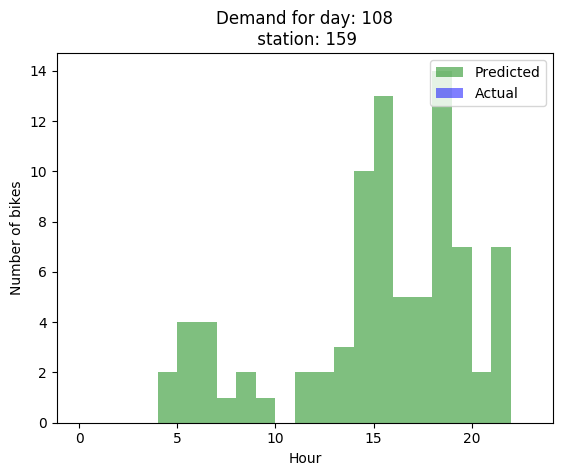 Demand for day: 108
station: 159
Predicted
Actual
Number of bikes
14
12
10
8
6
4
2
0
0
5
10
15
20
Hour